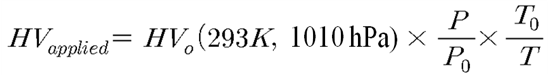 HV_applied = HV_o (293K, 1010 hPa) × P/P_0 × T_0/T